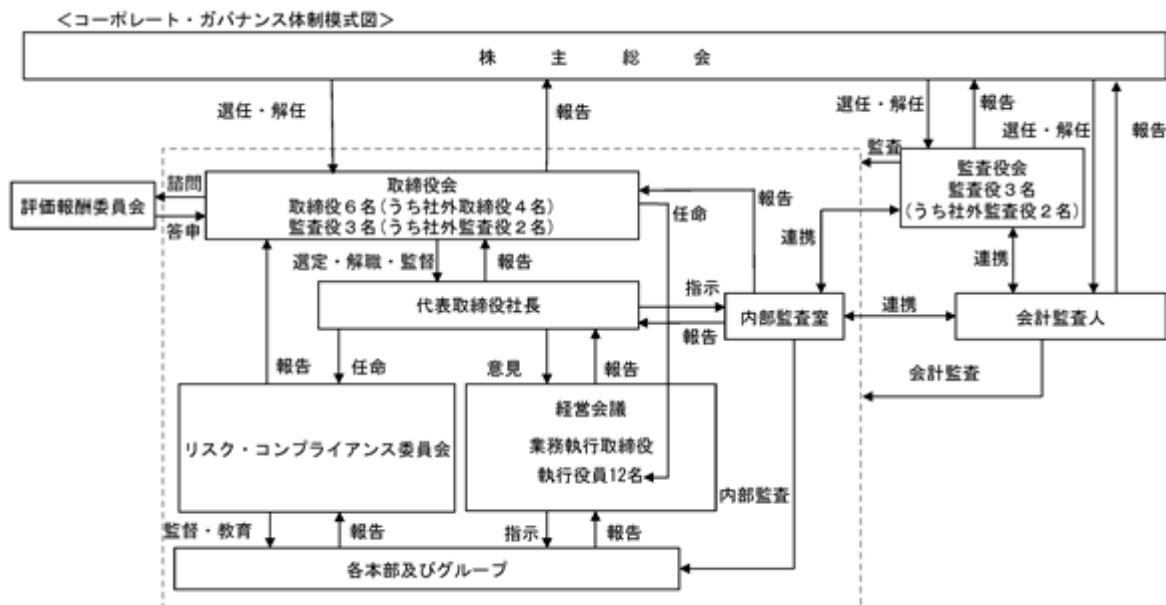 ＜コーポレート・ガバナンス体制模式図＞
株主総会
選任・解任
報告
選任・解任
報告
選任・解任
報告
監査
監査役会
監査役３名
(うち社外監査役２名)
諮問
評価報酬委員会
答申
取締役会
取締役６名(うち社外取締役４名)
監査役３名(うち社外監査役２名)
報告
任命
連携
連携
選定・解職・監督
報告
代表取締役社長
指示
報告
内部監査室
連携
会計監査人
報告
任命
意見
報告
会計監査
リスク・コンプライアンス委員会
経営会議
業務執行取締役
執行役員12名
内部監査
監督・教育
報告
指示
報告
各本部及びグループ